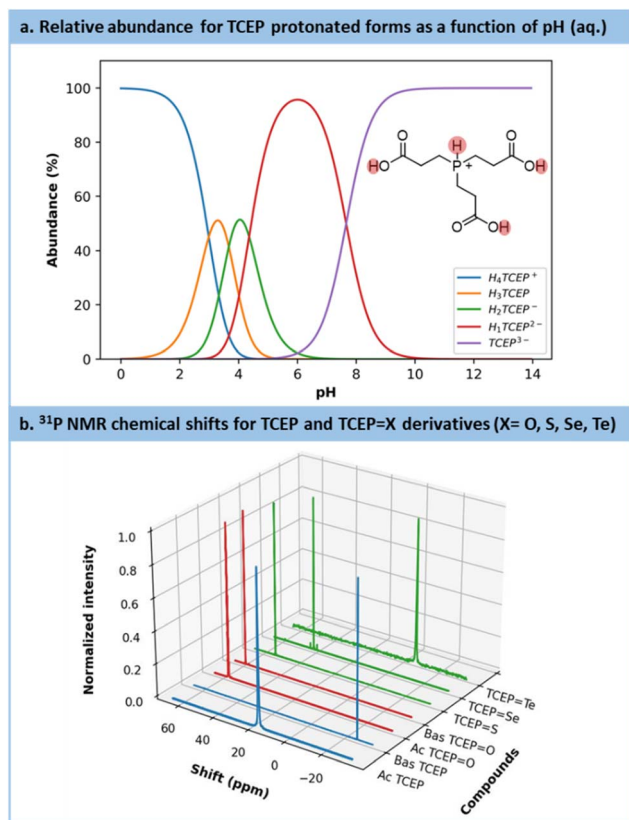 a. Relative abundance for TCEP protonated forms as a function of pH (aq.)
100
80
60
40
20
0
Abundance (%)
0 2 4 6 8 10 12 14
pH
O
HO
H
P
+
O
OH
O
OH
H₄TCEP⁺
H₃TCEP
H₂TCEP⁻
H₁TCEP²⁻
TCEP³⁻
b. ³¹P NMR chemical shifts for TCEP and TCEP=X derivatives (X= O, S, Se, Te)
Normalized intensity
1.0
0.8
0.6
0.4
0.2
0.0
60
40
20
0
−20
Shift (ppm)
TCEP=Te
TCEP=Se
TCEP=S
Bas TCEP=O
Ac TCEP=O
Bas TCEP
Ac TCEP
Compounds